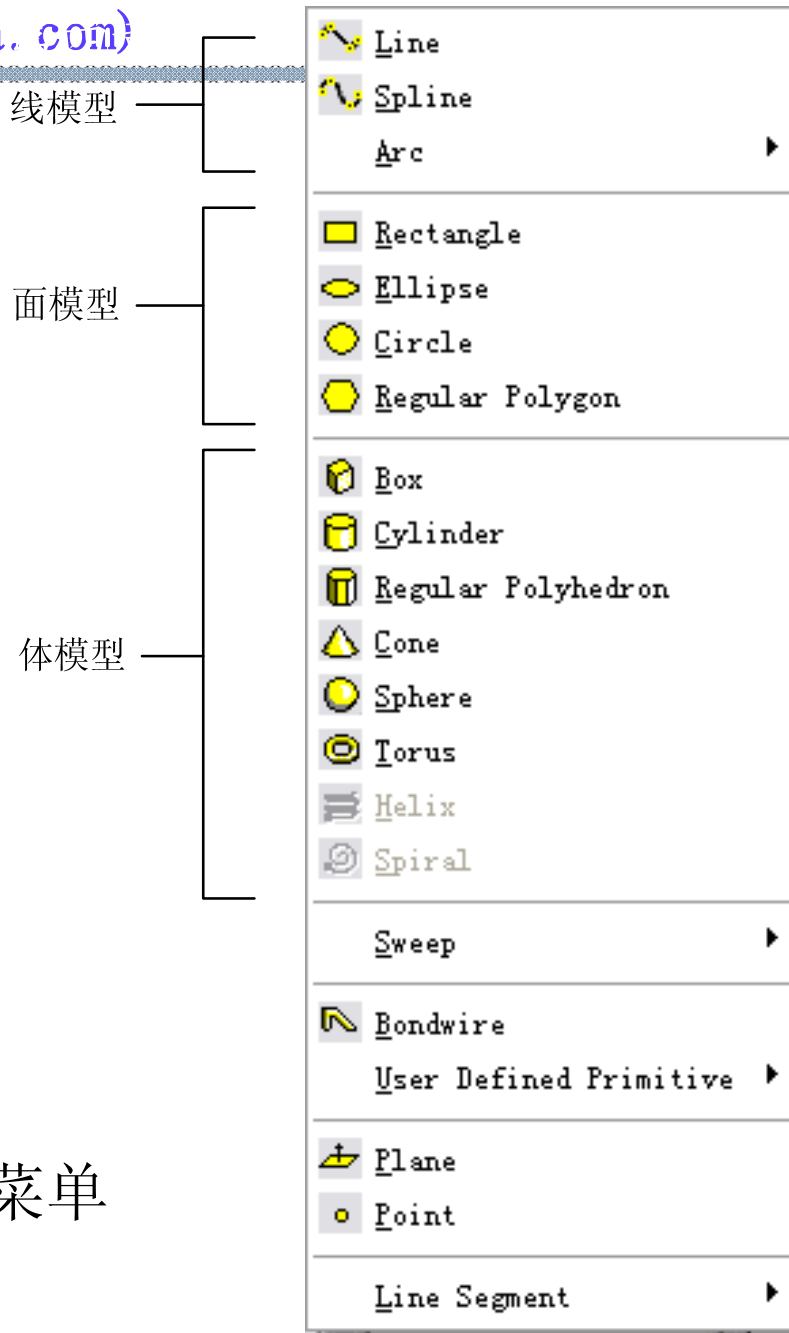 . com)
线模型
Line
Spline
Arc
面模型
Rectangle
Ellipse
Circle
Regular Polygon
体模型
Box
Cylinder
Regular Polyhedron
Cone
Sphere
Torus
Helix
Spiral
Sweep
Bondwire
User Defined Primitive
菜单
Plane
Point
Line Segment